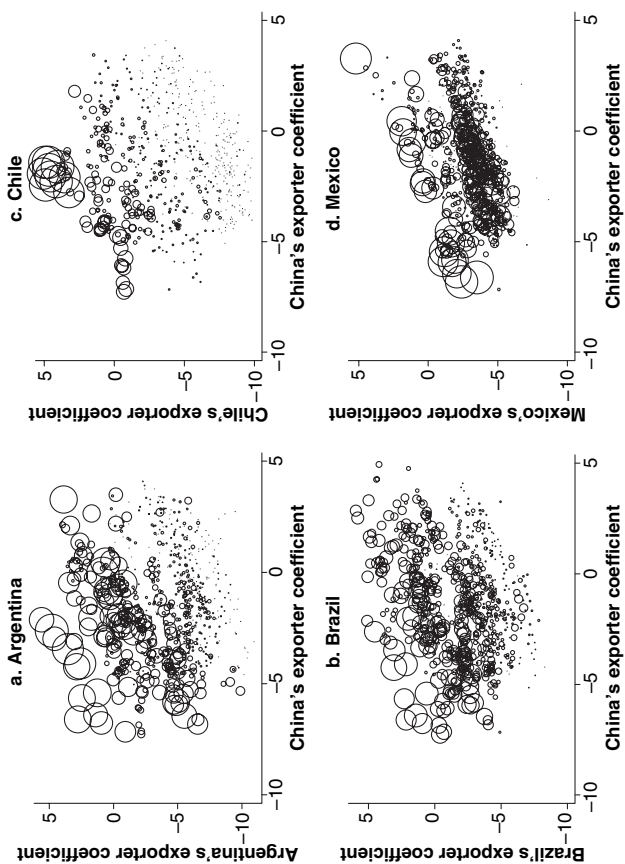 a. Argentina
Argentina's exporter coefficient
5
0
−5
−10
−10
−5
0
5
China's exporter coefficient
c. Chile
Chile's exporter coefficient
5
0
−5
−10
−10
−5
0
5
China's exporter coefficient
b. Brazil
Brazil's exporter coefficient
5
0
−5
−10
−10
−5
0
5
China's exporter coefficient
d. Mexico
Mexico's exporter coefficient
5
0
−5
−10
−10
−5
0
5
China's exporter coefficient